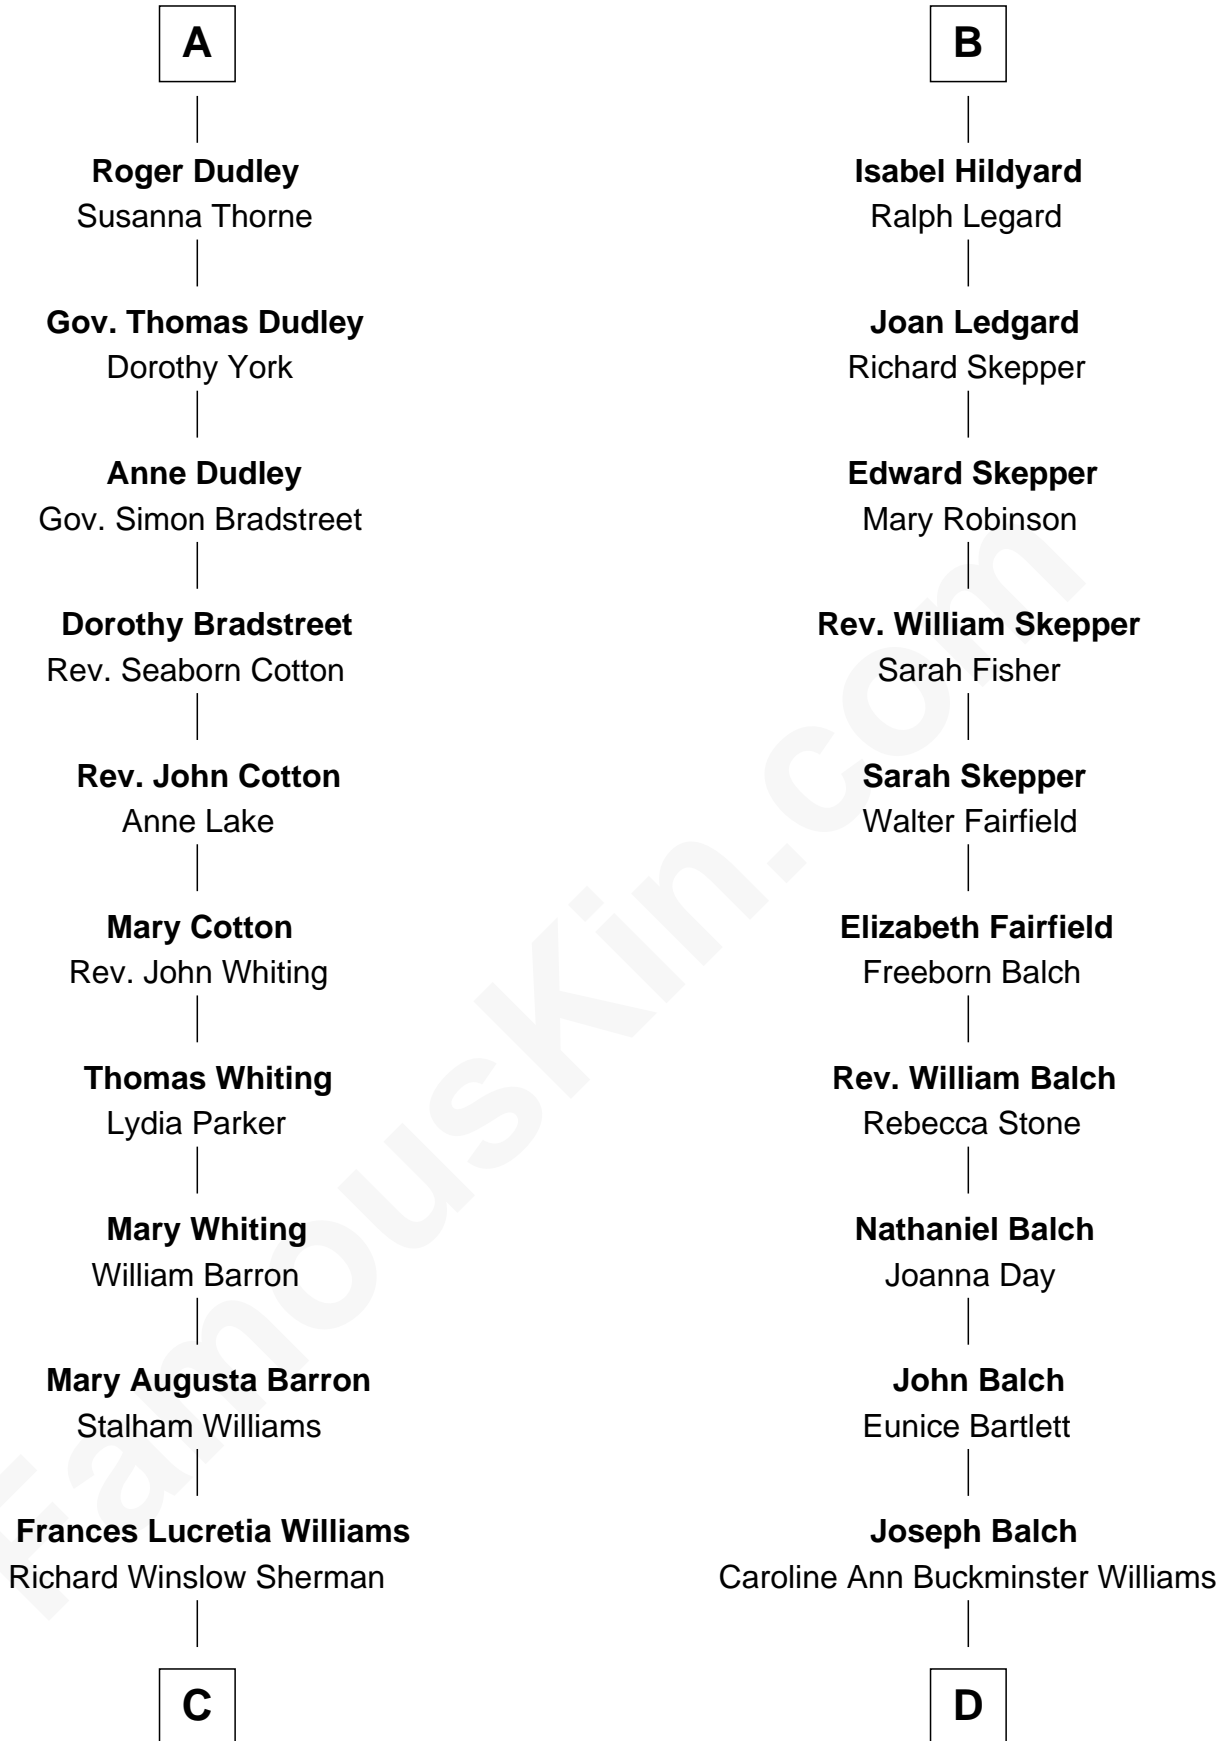 A
Roger Dudley
Susanna Thorne
Gov. Thomas Dudley
Dorothy York
Anne Dudley
Gov. Simon Bradstreet
Dorothy Bradstreet
Rev. Seaborn Cotton
Rev. John Cotton
Anne Lake
Mary Cotton
Rev. John Whiting
Thomas Whiting
Lydia Parker
Mary Whiting
William Barron
Mary Augusta Barron
Stalham Williams
Frances Lucretia Williams
Richard Winslow Sherman
C
B
Isabel Hildyard
Ralph Legard
Joan Ledgard
Richard Skepper
Edward Skepper
Mary Robinson
Rev. William Skepper
Sarah Fisher
Sarah Skepper
Walter Fairfield
Elizabeth Fairfield
Freeborn Balch
Rev. William Balch
Rebecca Stone
Nathaniel Balch
Joanna Day
John Balch
Eunice Bartlett
Joseph Balch
Caroline Ann Buckminster Williams
D
FamousKin.com